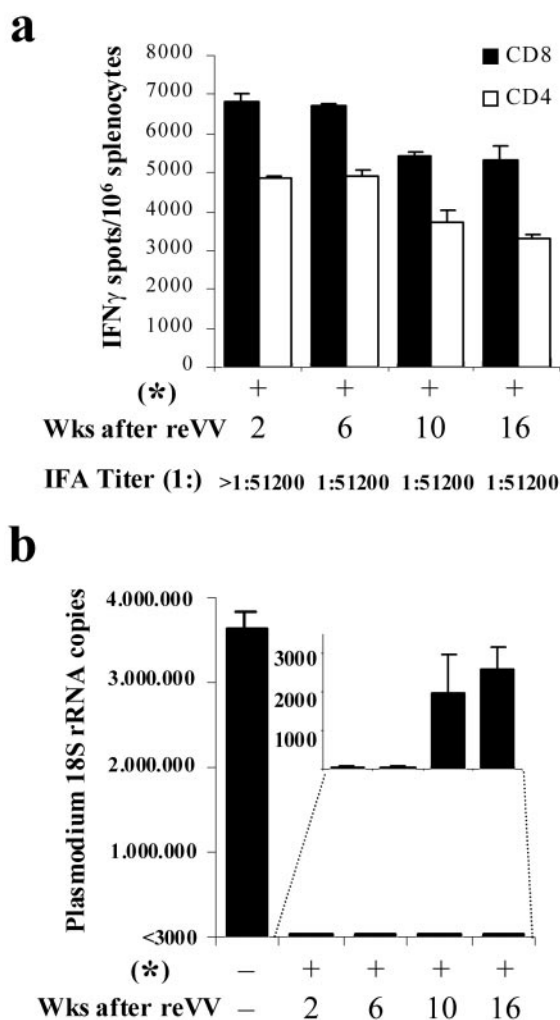 a
CD8
CD4
IFNγ spots/10⁶ splenocytes
8000
7000
6000
5000
4000
3000
2000
1000
0
(*) + + + +
Wks after reVV 2 6 10 16
IFA Titer (1:) >1:51200 1:51200 1:51200 1:51200
b
Plasmodium 18S rRNA copies
4.000.000
3.000.000
2.000.000
1.000.000
<3000
3000
2000
1000
(*) – + + + +
Wks after reVV – 2 6 10 16